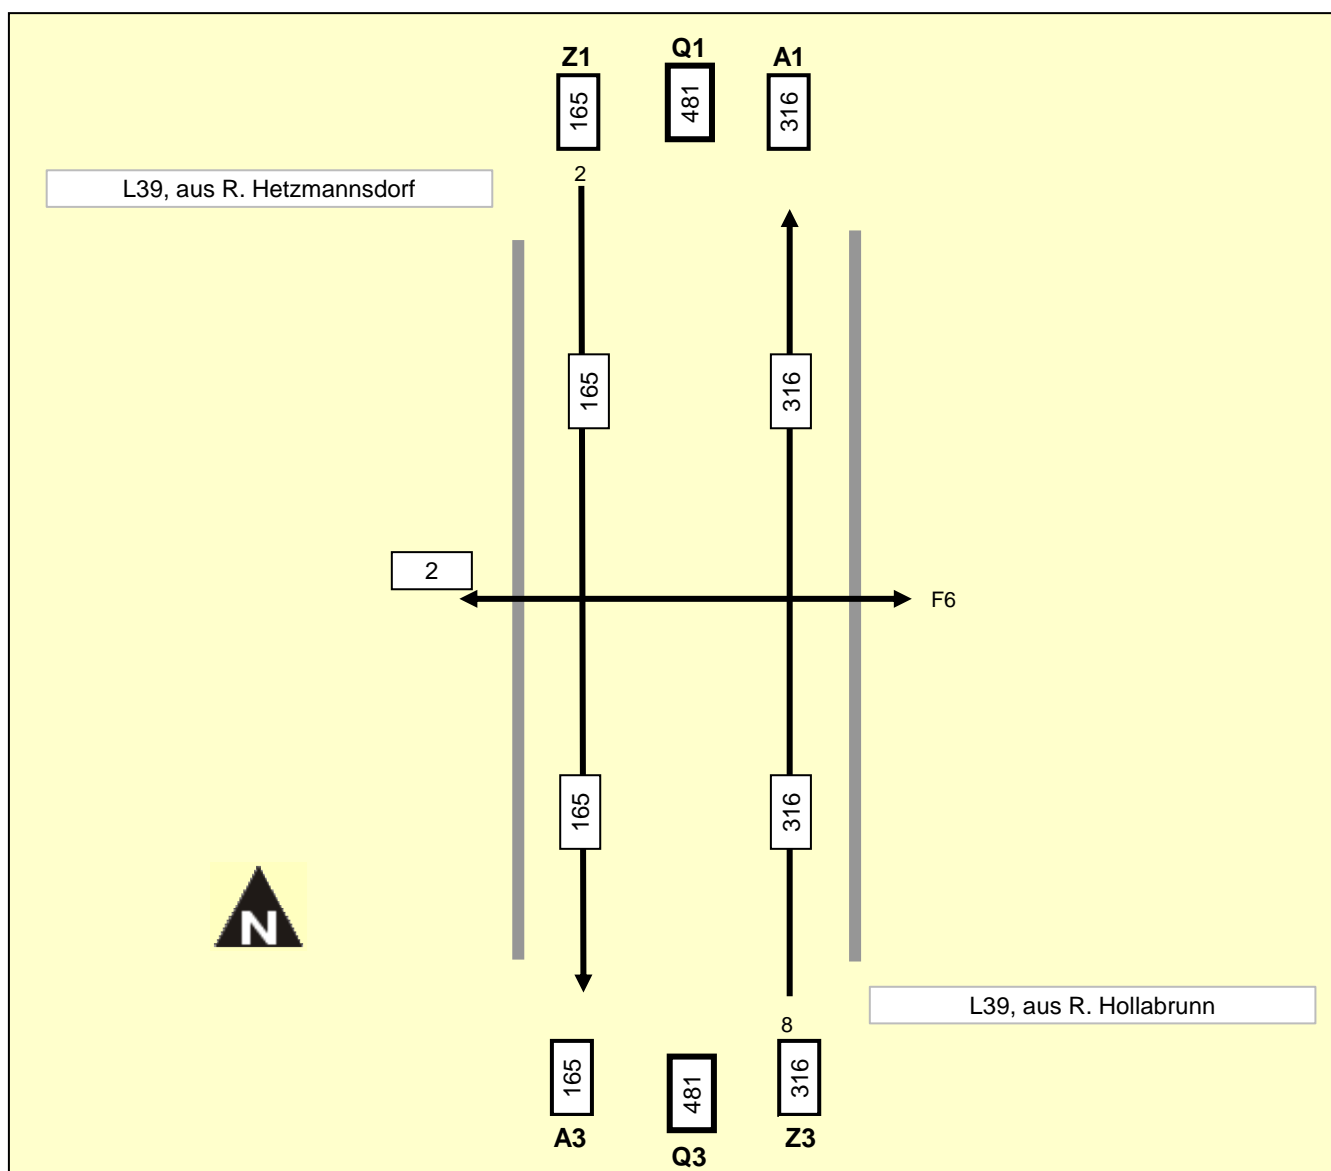 Z1
Q1
A1
165
481
316
L39, aus R. Hetzmannsdorf
2
165
316
2
F6
165
316
N
L39, aus R. Hollabrunn
8
165
481
316
A3
Q3
Z3